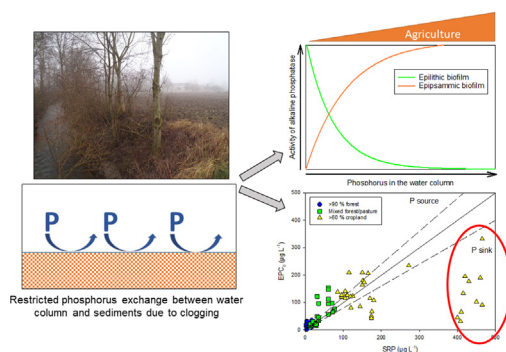 Agriculture
Activity of alkaline phosphatase
Epilithic biofilm
Epipsammic biofilm
Phosphorus in the water column
P P P
Restricted phosphorus exchange between water
column and sediments due to clogging
>90 % forest
Mixed forest/pasture
>60 % cropland
P source
P sink
EPC0 (µg L-1)
500
400
300
200
100
0 100 200 300 400 500
SRP (µg L-1)